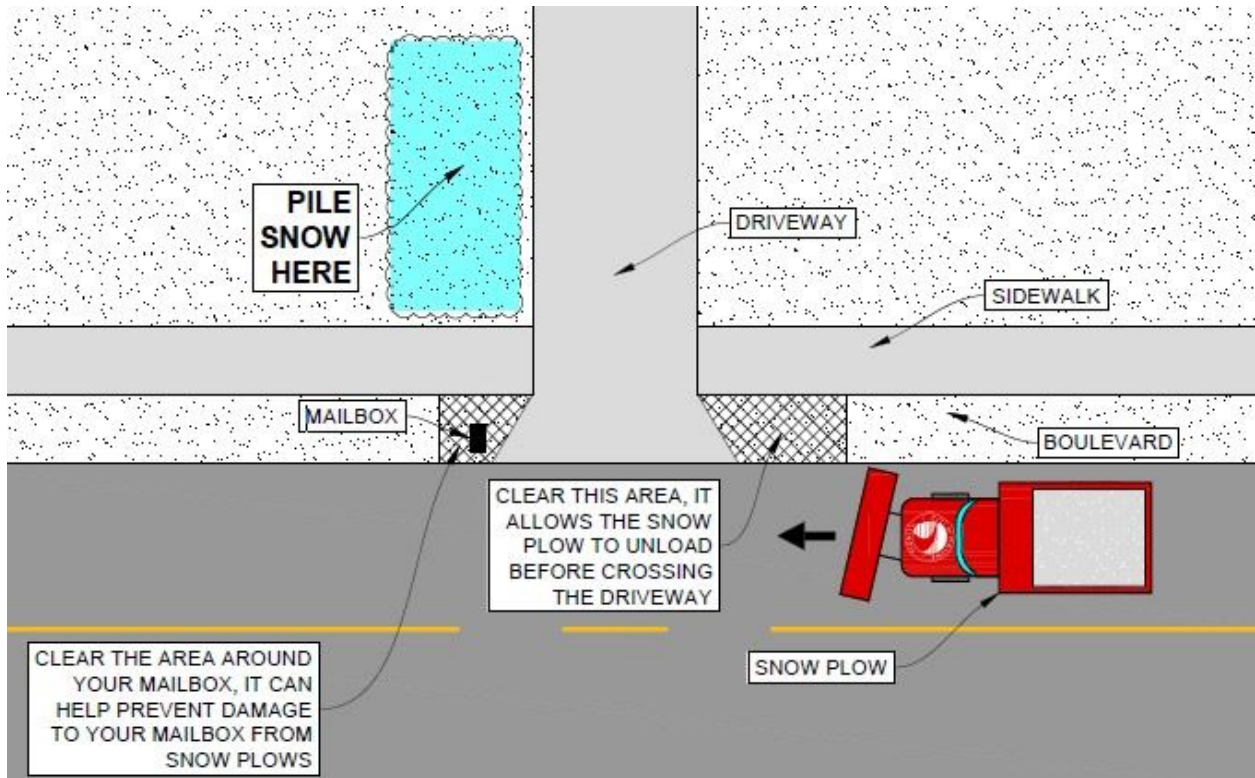 PILE
SNOW
HERE
DRIVEWAY
SIDEWALK
MAILBOX
BOULEVARD
CLEAR THIS AREA, IT
ALLOWS THE SNOW
PLOW TO UNLOAD
BEFORE CROSSING
THE DRIVEWAY
CLEAR THE AREA AROUND
YOUR MAILBOX, IT CAN
HELP PREVENT DAMAGE
TO YOUR MAILBOX FROM
SNOW PLOWS
SNOW PLOW